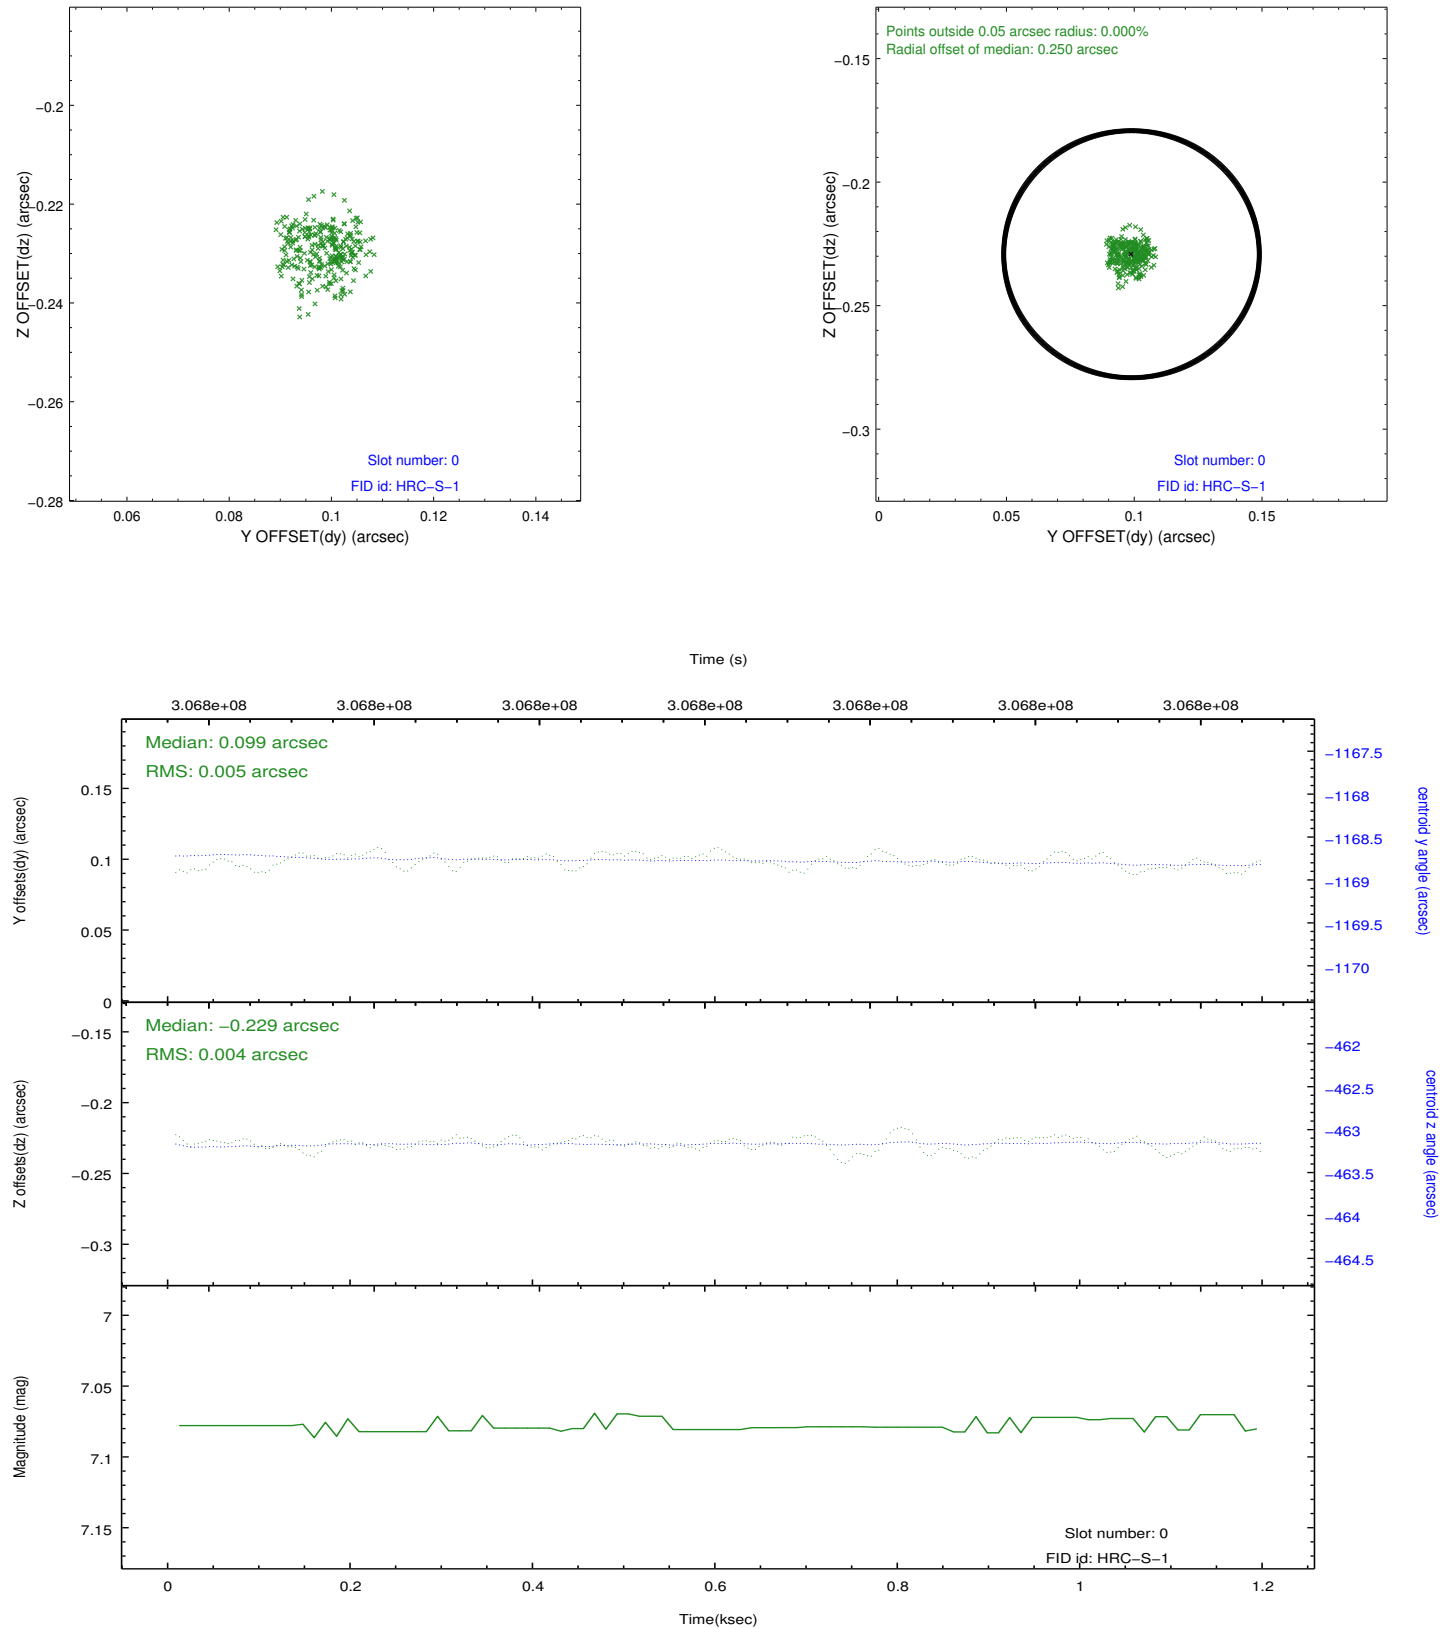 −0.2
−0.22
−0.24
−0.26
−0.28
Z OFFSET(dz) (arcsec)
Slot number: 0
FID id: HRC−S−1
0.06
0.08
0.1
0.12
0.14
Y OFFSET(dy) (arcsec)
Points outside 0.05 arcsec radius: 0.000%
Radial offset of median: 0.250 arcsec
−0.15
−0.2
−0.25
−0.3
Z OFFSET(dz) (arcsec)
Slot number: 0
FID id: HRC−S−1
0
0.05
0.1
0.15
Y OFFSET(dy) (arcsec)
Time (s)
3.068e+08
3.068e+08
3.068e+08
3.068e+08
3.068e+08
3.068e+08
3.068e+08
Median: 0.099 arcsec
RMS: 0.005 arcsec
0.15
0.1
0.05
0
Y offsets(dy) (arcsec)
−1167.5
−1168
−1168.5
−1169
−1169.5
−1170
centroid y angle (arcsec)
Median: −0.229 arcsec
RMS: 0.004 arcsec
−0.15
−0.2
−0.25
−0.3
Z offsets(dz) (arcsec)
−462
−462.5
−463
−463.5
−464
−464.5
centroid z angle (arcsec)
7
7.05
7.1
7.15
Magnitude (mag)
Slot number: 0
FID id: HRC−S−1
0
0.2
0.4
0.6
0.8
1
1.2
Time(ksec)